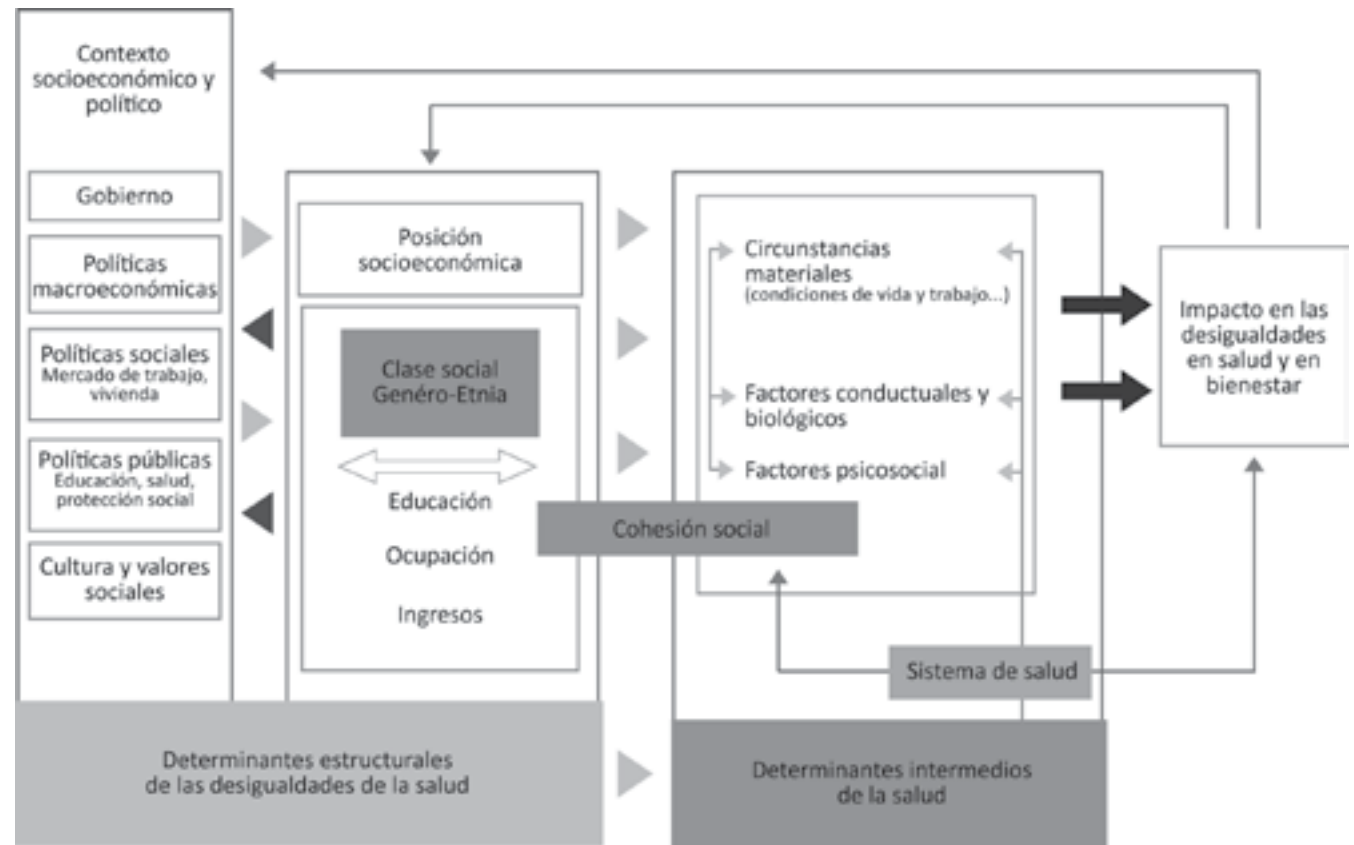 Contexto
socioeconómico y
político
Gobierno
Políticas
macroeconómicas
Políticas sociales
Mercado de trabajo,
vivienda
Políticas públicas
Educación, salud,
protección social
Cultura y valores
sociales
Posición
socioeconómica
Clase social
Genéro-Etnia
Educación
Ocupación
Ingresos
Cohesión social
Circunstancias
materiales
(condiciones de vida y trabajo...)
Factores conductuales y
biológicos
Factores psicosocial
Sistema de salud
Impacto en las
desigualdades
en salud y en
bienestar
Determinantes estructurales
de las desigualdades de la salud
Determinantes intermedios
de la salud